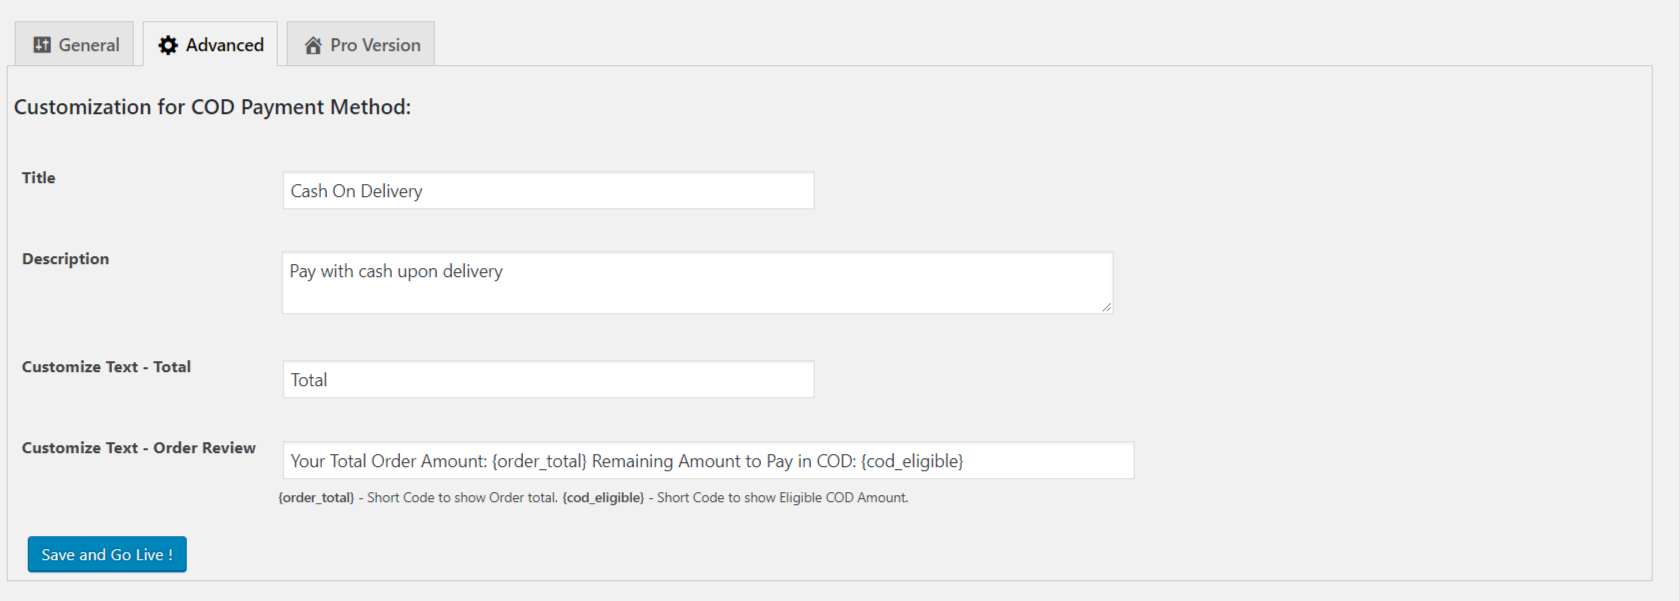 General Advanced Pro Version
Customization for COD Payment Method:
Title
Cash On Delivery
Description
Pay with cash upon delivery
Customize Text - Total
Total
Customize Text - Order Review
Your Total Order Amount: {order_total} Remaining Amount to Pay in COD: {cod_eligible}
{order_total} - Short Code to show Order total. {cod_eligible} - Short Code to show Eligible COD Amount.
Save and Go Live !